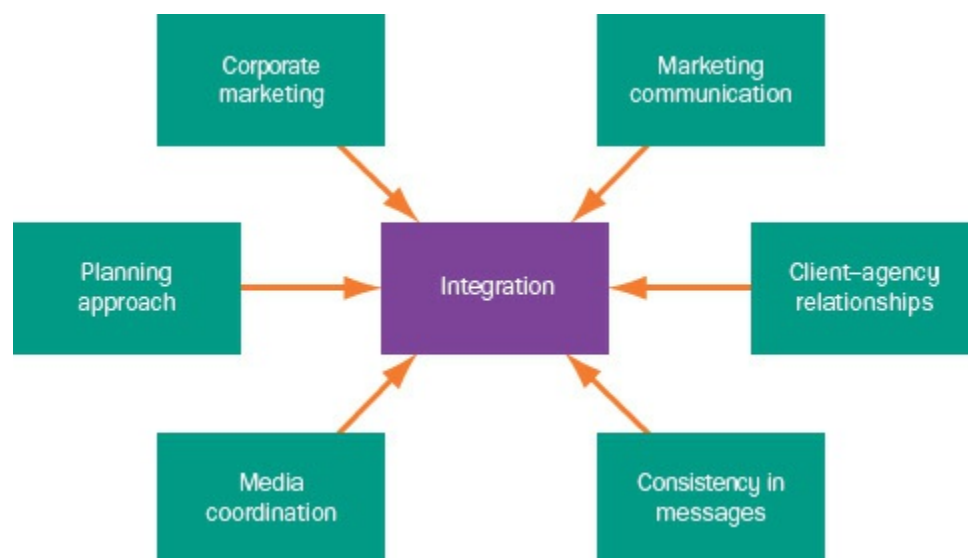 Corporate
marketing
Marketing
communication
Planning
approach
Integration
Client–agency
relationships
Media
coordination
Consistency in
messages